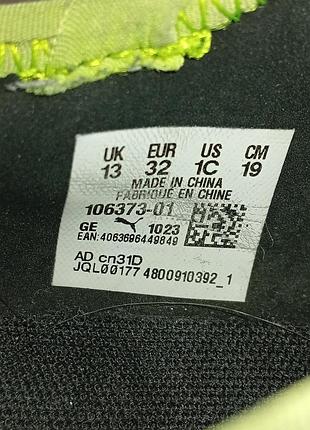 UK EUR US CM
13 32 1C 19
MADE IN CHINA
FABRIQUÉ EN CHINE
106373-01
GE 1023
EAN: 4063696449849
AD cn31D
JQL00177 4800910392_1